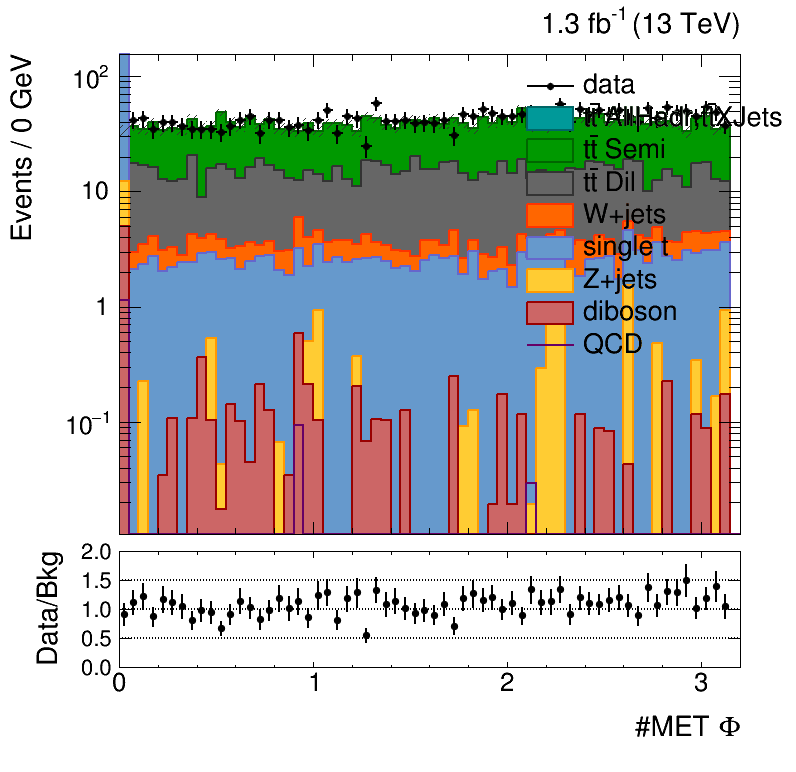 1.3 fb⁻¹ (13 TeV)
Events / 0 GeV
10²
10
1
10⁻¹
data
tt̄ Semi
tt̄ Dil
W+jets
single t
Z+jets
diboson
QCD
Data/Bkg
2.0
1.5
1.0
0.5
0.0
0 1 2 3
#MET Φ